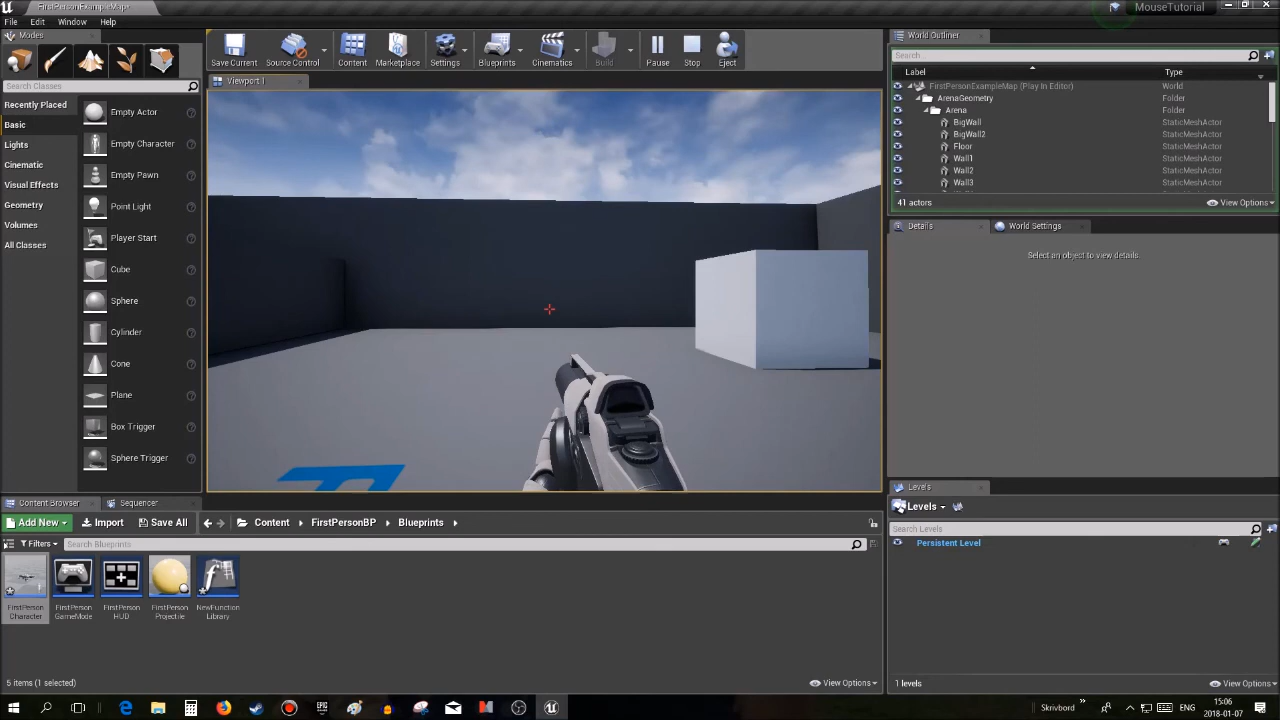 FirstPersonExampleMap
MouseTutorial
File Edit Window Help
Modes
Save Current
Source Control
Content
Marketplace
Settings
Blueprints
Cinematics
Build
Pause
Stop
Eject
Viewport 1
Search Classes
Recently Placed
Basic
Lights
Cinematic
Visual Effects
Geometry
Volumes
All Classes
Empty Actor
Empty Character
Empty Pawn
Point Light
Player Start
Cube
Sphere
Cylinder
Cone
Plane
Box Trigger
Sphere Trigger
World Outliner
Search...
Label Type
FirstPersonExampleMap (Play In Editor) World
ArenaGeometry Folder
Arena Folder
BigWall StaticMeshActor
BigWall2 StaticMeshActor
Floor StaticMeshActor
Wall1 StaticMeshActor
Wall2 StaticMeshActor
Wall3 StaticMeshActor
41 actors View Options
Details World Settings
Select an object to view details.
Levels
Levels
Search Levels
Persistent Level
1 levels View Options
Content Browser Sequencer
Add New Import Save All Content FirstPersonBP Blueprints
Filters Search Blueprints
FirstPerson
Character
FirstPerson
GameMode
FirstPerson
HUD
FirstPerson
Projectile
NewFunction
Library
5 items (1 selected) View Options
EPIC
GAMES
Skrivbord
ENG
15:06
2018-01-07